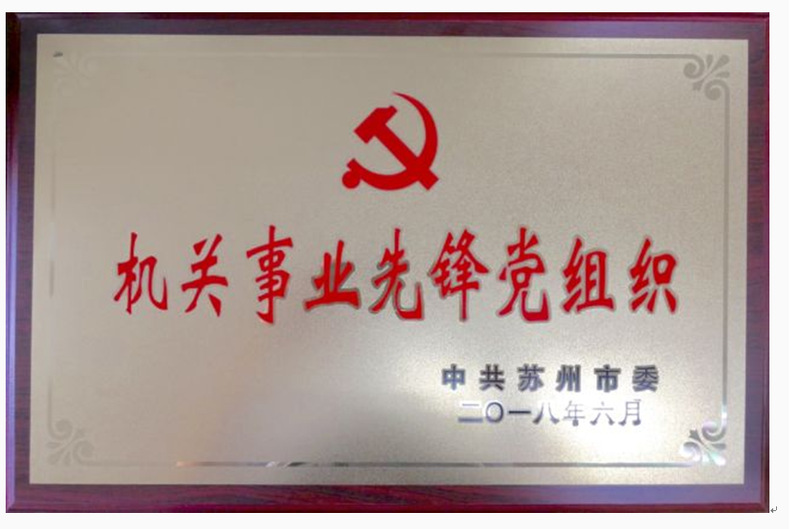 机关事业先锋党组织
中共苏州市委
二〇一八年六月